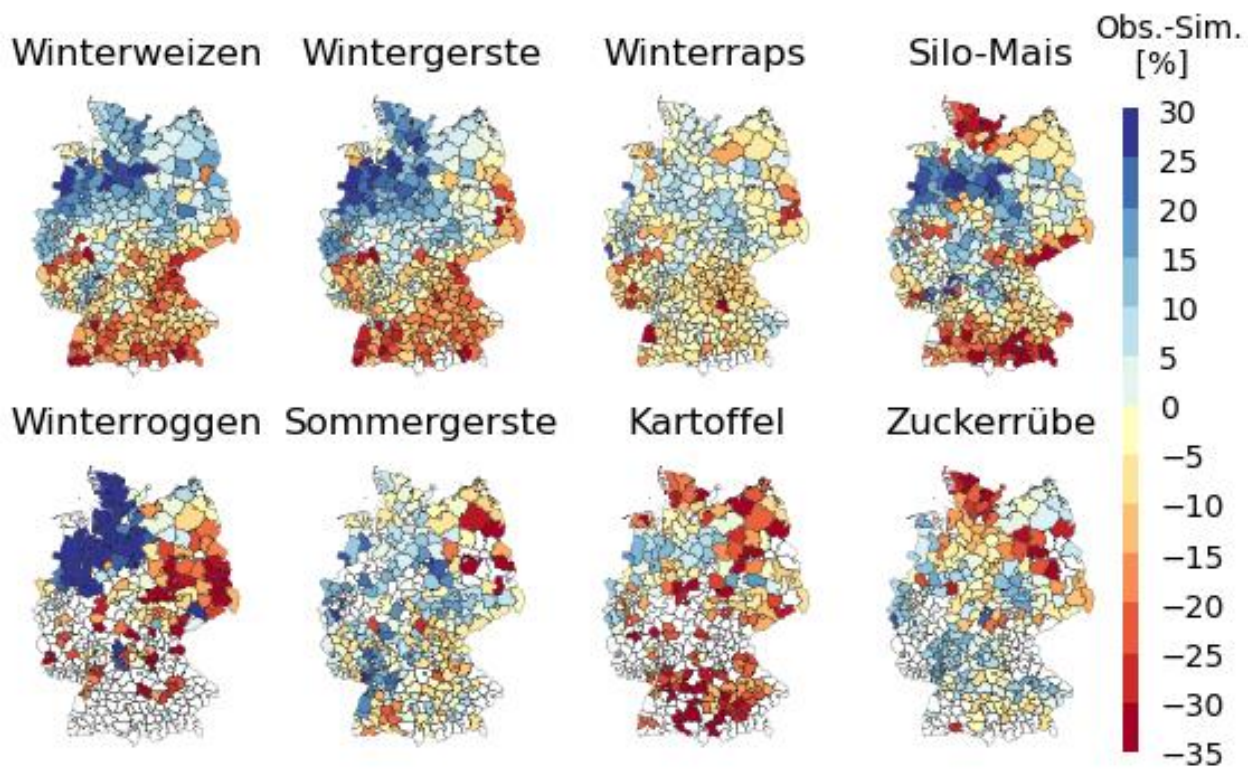 Winterweizen
Wintergerste
Winterraps
Silo-Mais
Obs.-Sim.
[%]
30
25
20
15
10
5
0
−5
−10
−15
−20
−25
−30
−35
Winterroggen
Sommergerste
Kartoffel
Zuckerrübe